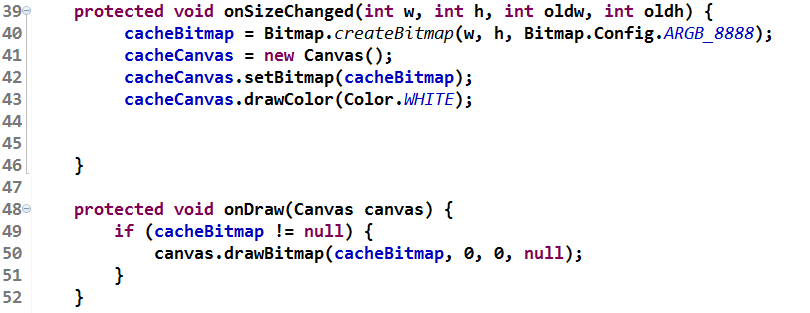 39 protected void onSizeChanged(int w, int h, int oldw, int oldh) {
40 cacheBitmap = Bitmap.createBitmap(w, h, Bitmap.Config.ARGB_8888);
41 cacheCanvas = new Canvas();
42 cacheCanvas.setBitmap(cacheBitmap);
43 cacheCanvas.drawColor(Color.WHITE);
44
45
46 }
47
48 protected void onDraw(Canvas canvas) {
49 if (cacheBitmap != null) {
50 canvas.drawBitmap(cacheBitmap, 0, 0, null);
51 }
52 }